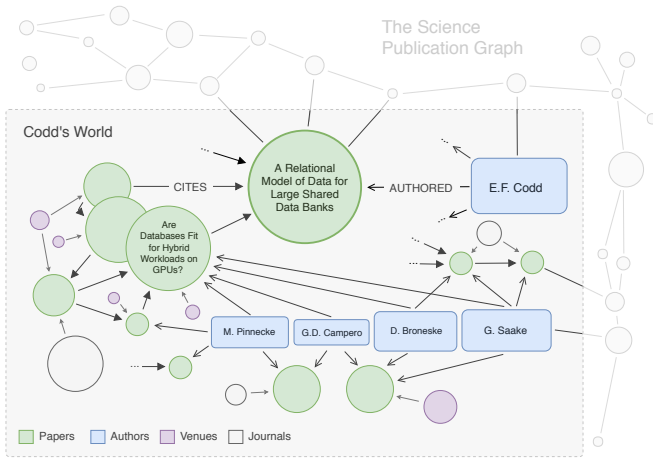 The Science
Publication Graph
Codd's World
A Relational
Model of Data for
Large Shared
Data Banks
CITES
AUTHORED
E.F. Codd
Are
Databases Fit
for Hybrid
Workloads on
GPUs?
M. Pinnecke
G.D. Campero
D. Broneske
G. Saake
Papers
Authors
Venues
Journals